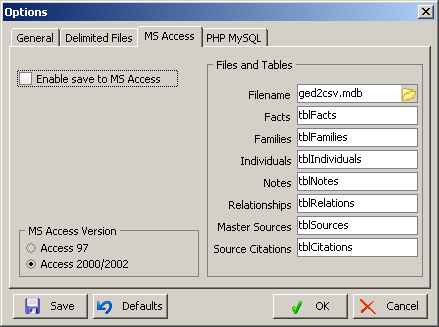 Options
General Delimited Files MS Access PHP MySQL
Enable save to MS Access
Files and Tables
Filename ged2csv.mdb
Facts tblFacts
Families tblFamilies
Individuals tblIndividuals
Notes tblNotes
Relationships tblRelations
Master Sources tblSources
Source Citations tblCitations
MS Access Version
Access 97
Access 2000/2002
Save Defaults OK Cancel